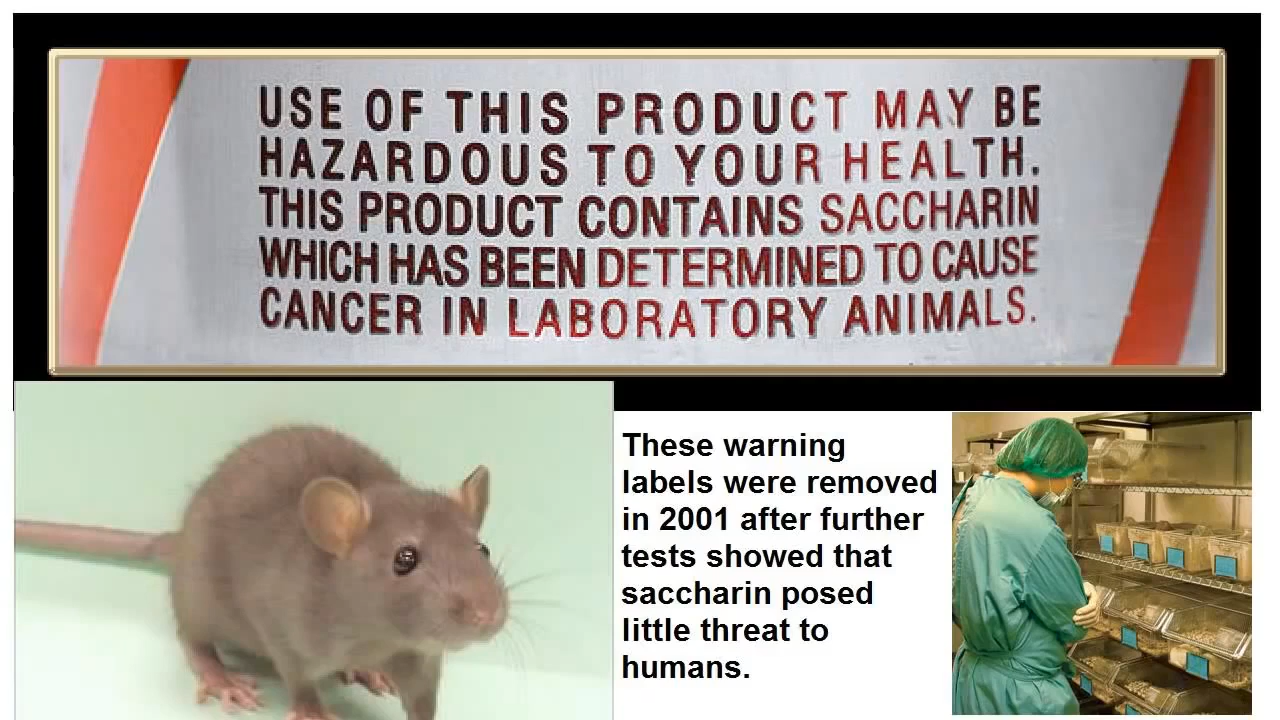 USE OF THIS PRODUCT MAY BE
HAZARDOUS TO YOUR HEALTH.
THIS PRODUCT CONTAINS SACCHARIN
WHICH HAS BEEN DETERMINED TO CAUSE
CANCER IN LABORATORY ANIMALS.
These warning
labels were removed
in 2001 after further
tests showed that
saccharin posed
little threat to
humans.